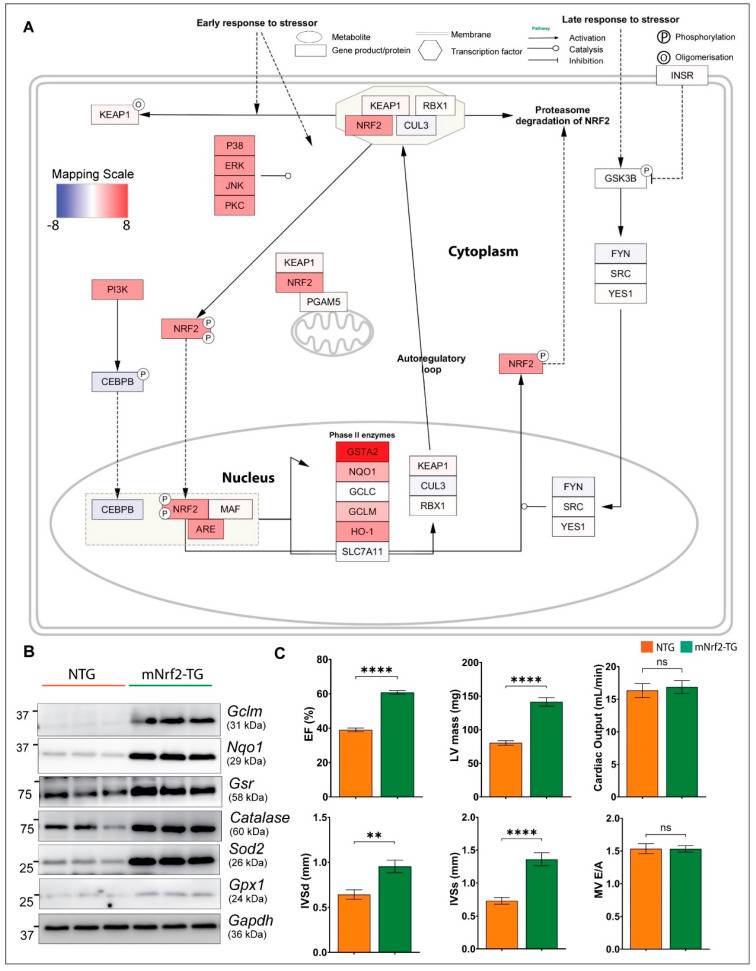 A
Early response to stressor
Metabolite
Gene product/protein
Membrane
Transcription factor
Pathway
Activation
Catalysis
Inhibition
Late response to stressor
P Phosphorylation
O Oligomerisation
INSR
KEAP1 O
KEAP1 RBX1
NRF2 CUL3
Proteasome
degradation of NRF2
P38
ERK
JNK
PKC
GSK3B P
Mapping Scale
-8 8
Cytoplasm
FYN
SRC
YES1
KEAP1
NRF2
PGAM5
PI3K
NRF2 P
P
CEBPB P
Autoregulatory
loop
NRF2 P
Nucleus
Phase II enzymes
GSTA2
NQO1
GCLC
GCLM
HO-1
SLC7A11
KEAP1
CUL3
RBX1
FYN
SRC
YES1
CEBPB
P
P NRF2 MAF
ARE
B
NTG mNrf2-TG
37 Gclm
(31 kDa)
37 Nqo1
(29 kDa)
75 Gsr
(58 kDa)
75 Catalase
(60 kDa)
25 Sod2
(26 kDa)
25 Gpx1
(24 kDa)
37 Gapdh
(36 kDa)
C
NTG mNrf2-TG
EF (%)
80
60
40
20
0
****
LV mass (mg)
200
150
100
50
0
****
Cardiac Output (mL/min)
20
15
10
5
0
ns
IVSd (mm)
1.5
1.0
0.5
0.0
**
IVSs (mm)
2.0
1.5
1.0
0.5
0.0
****
MV E/A
2.0
1.5
1.0
0.5
0.0
ns